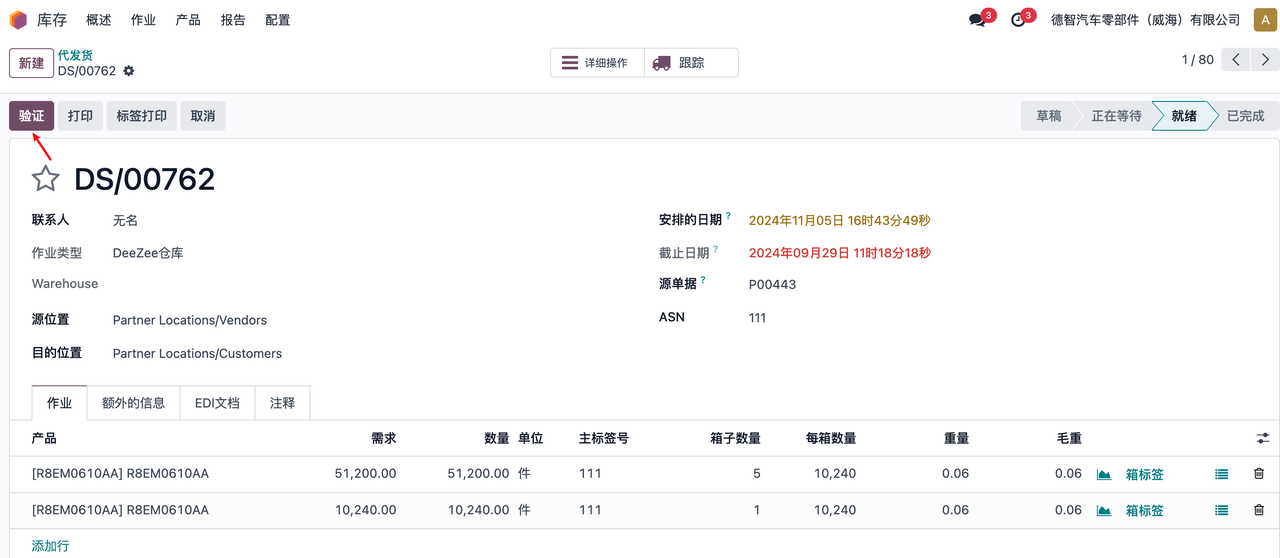 库存 概述 作业 产品 报告 配置 3 3 德智汽车零部件（威海）有限公司 A
新建 代发货 详细操作 跟踪 1 / 80
DS/00762
验证 打印 标签打印 取消 草稿 正在等待 就绪 已完成
DS/00762
联系人 无名 安排的日期 ? 2024年11月05日 16时43分49秒
作业类型 DeeZee仓库 截止日期 ? 2024年09月29日 11时18分18秒
Warehouse 源单据 ? P00443
源位置 Partner Locations/Vendors ASN 111
目的位置 Partner Locations/Customers
作业 额外的信息 EDI文档 注释
产品 需求 数量 单位 主标签号 箱子数量 每箱数量 重量 毛重
[R8EM0610AA] R8EM0610AA 51,200.00 51,200.00 件 111 5 10,240 0.06 0.06 箱标签
[R8EM0610AA] R8EM0610AA 10,240.00 10,240.00 件 111 1 10,240 0.06 0.06 箱标签
添加行